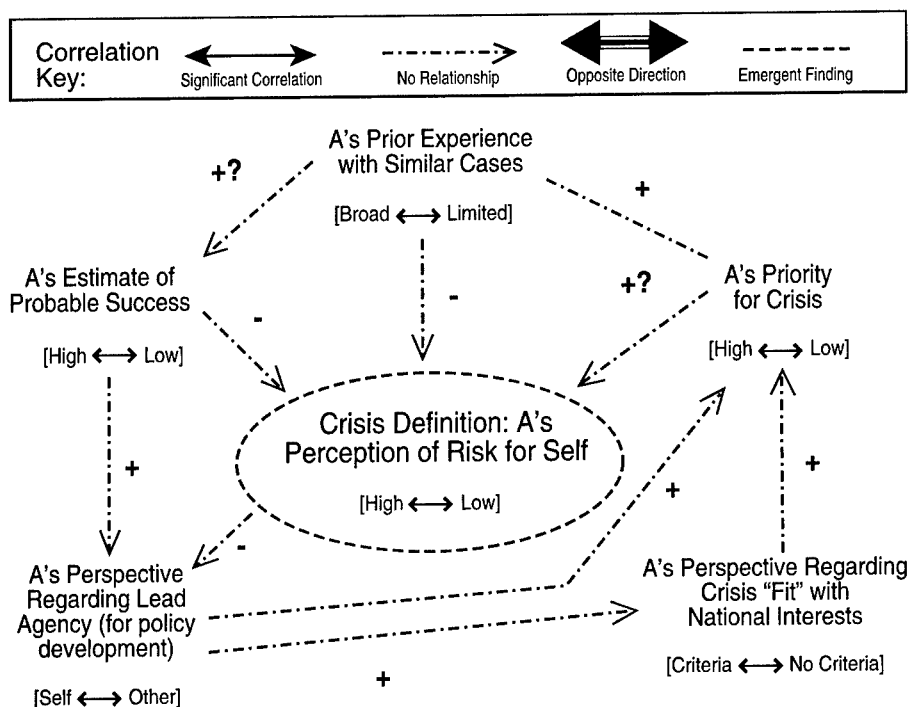 Correlation
Key:
Significant Correlation
No Relationship
Opposite Direction
Emergent Finding
A's Prior Experience
with Similar Cases
[Broad ⟷ Limited]
+?
+
A's Estimate of
Probable Success
[High ⟷ Low]
-
-
+?
A's Priority
for Crisis
[High ⟷ Low]
Crisis Definition: A's
Perception of Risk for Self
[High ⟷ Low]
+
+
+
-
A's Perspective
Regarding Lead
Agency (for policy
development)
[Self ⟷ Other]
+
A's Perspective Regarding
Crisis “Fit” with
National Interests
[Criteria ⟷ No Criteria]